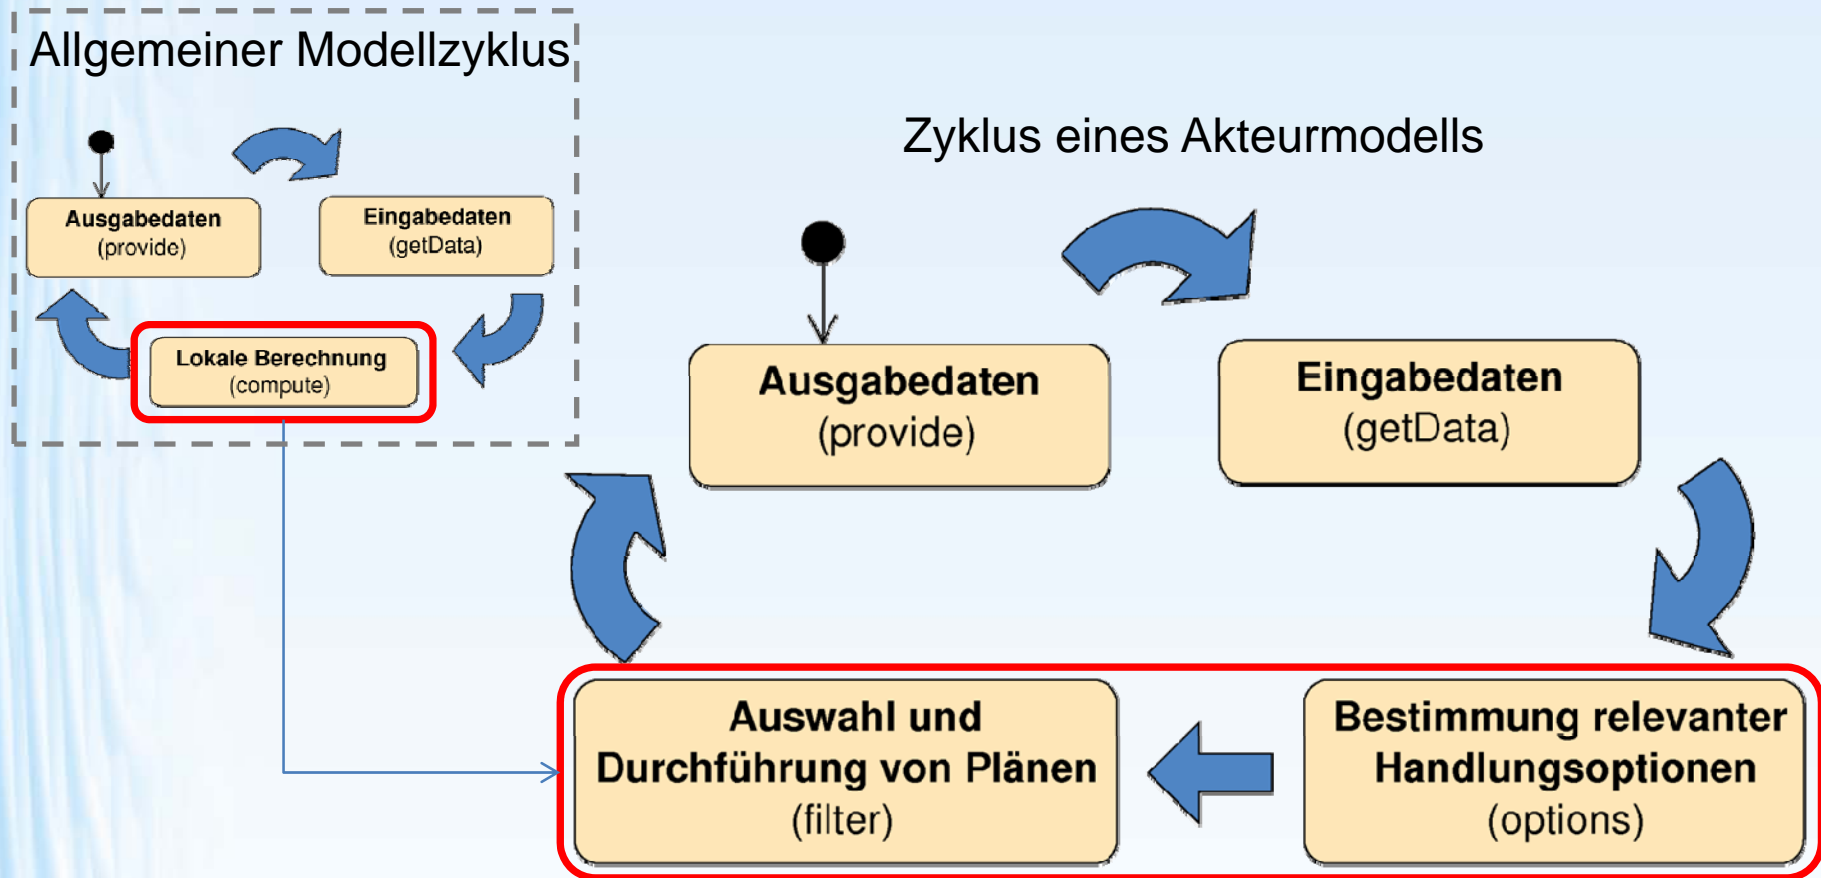 Allgemeiner Modellzyklus
Ausgabedaten
(provide)
Eingabedaten
(getData)
Lokale Berechnung
(compute)
Zyklus eines Akteurmodells
Ausgabedaten
(provide)
Eingabedaten
(getData)
Auswahl und
Durchführung von Plänen
(filter)
Bestimmung relevanter
Handlungsoptionen
(options)